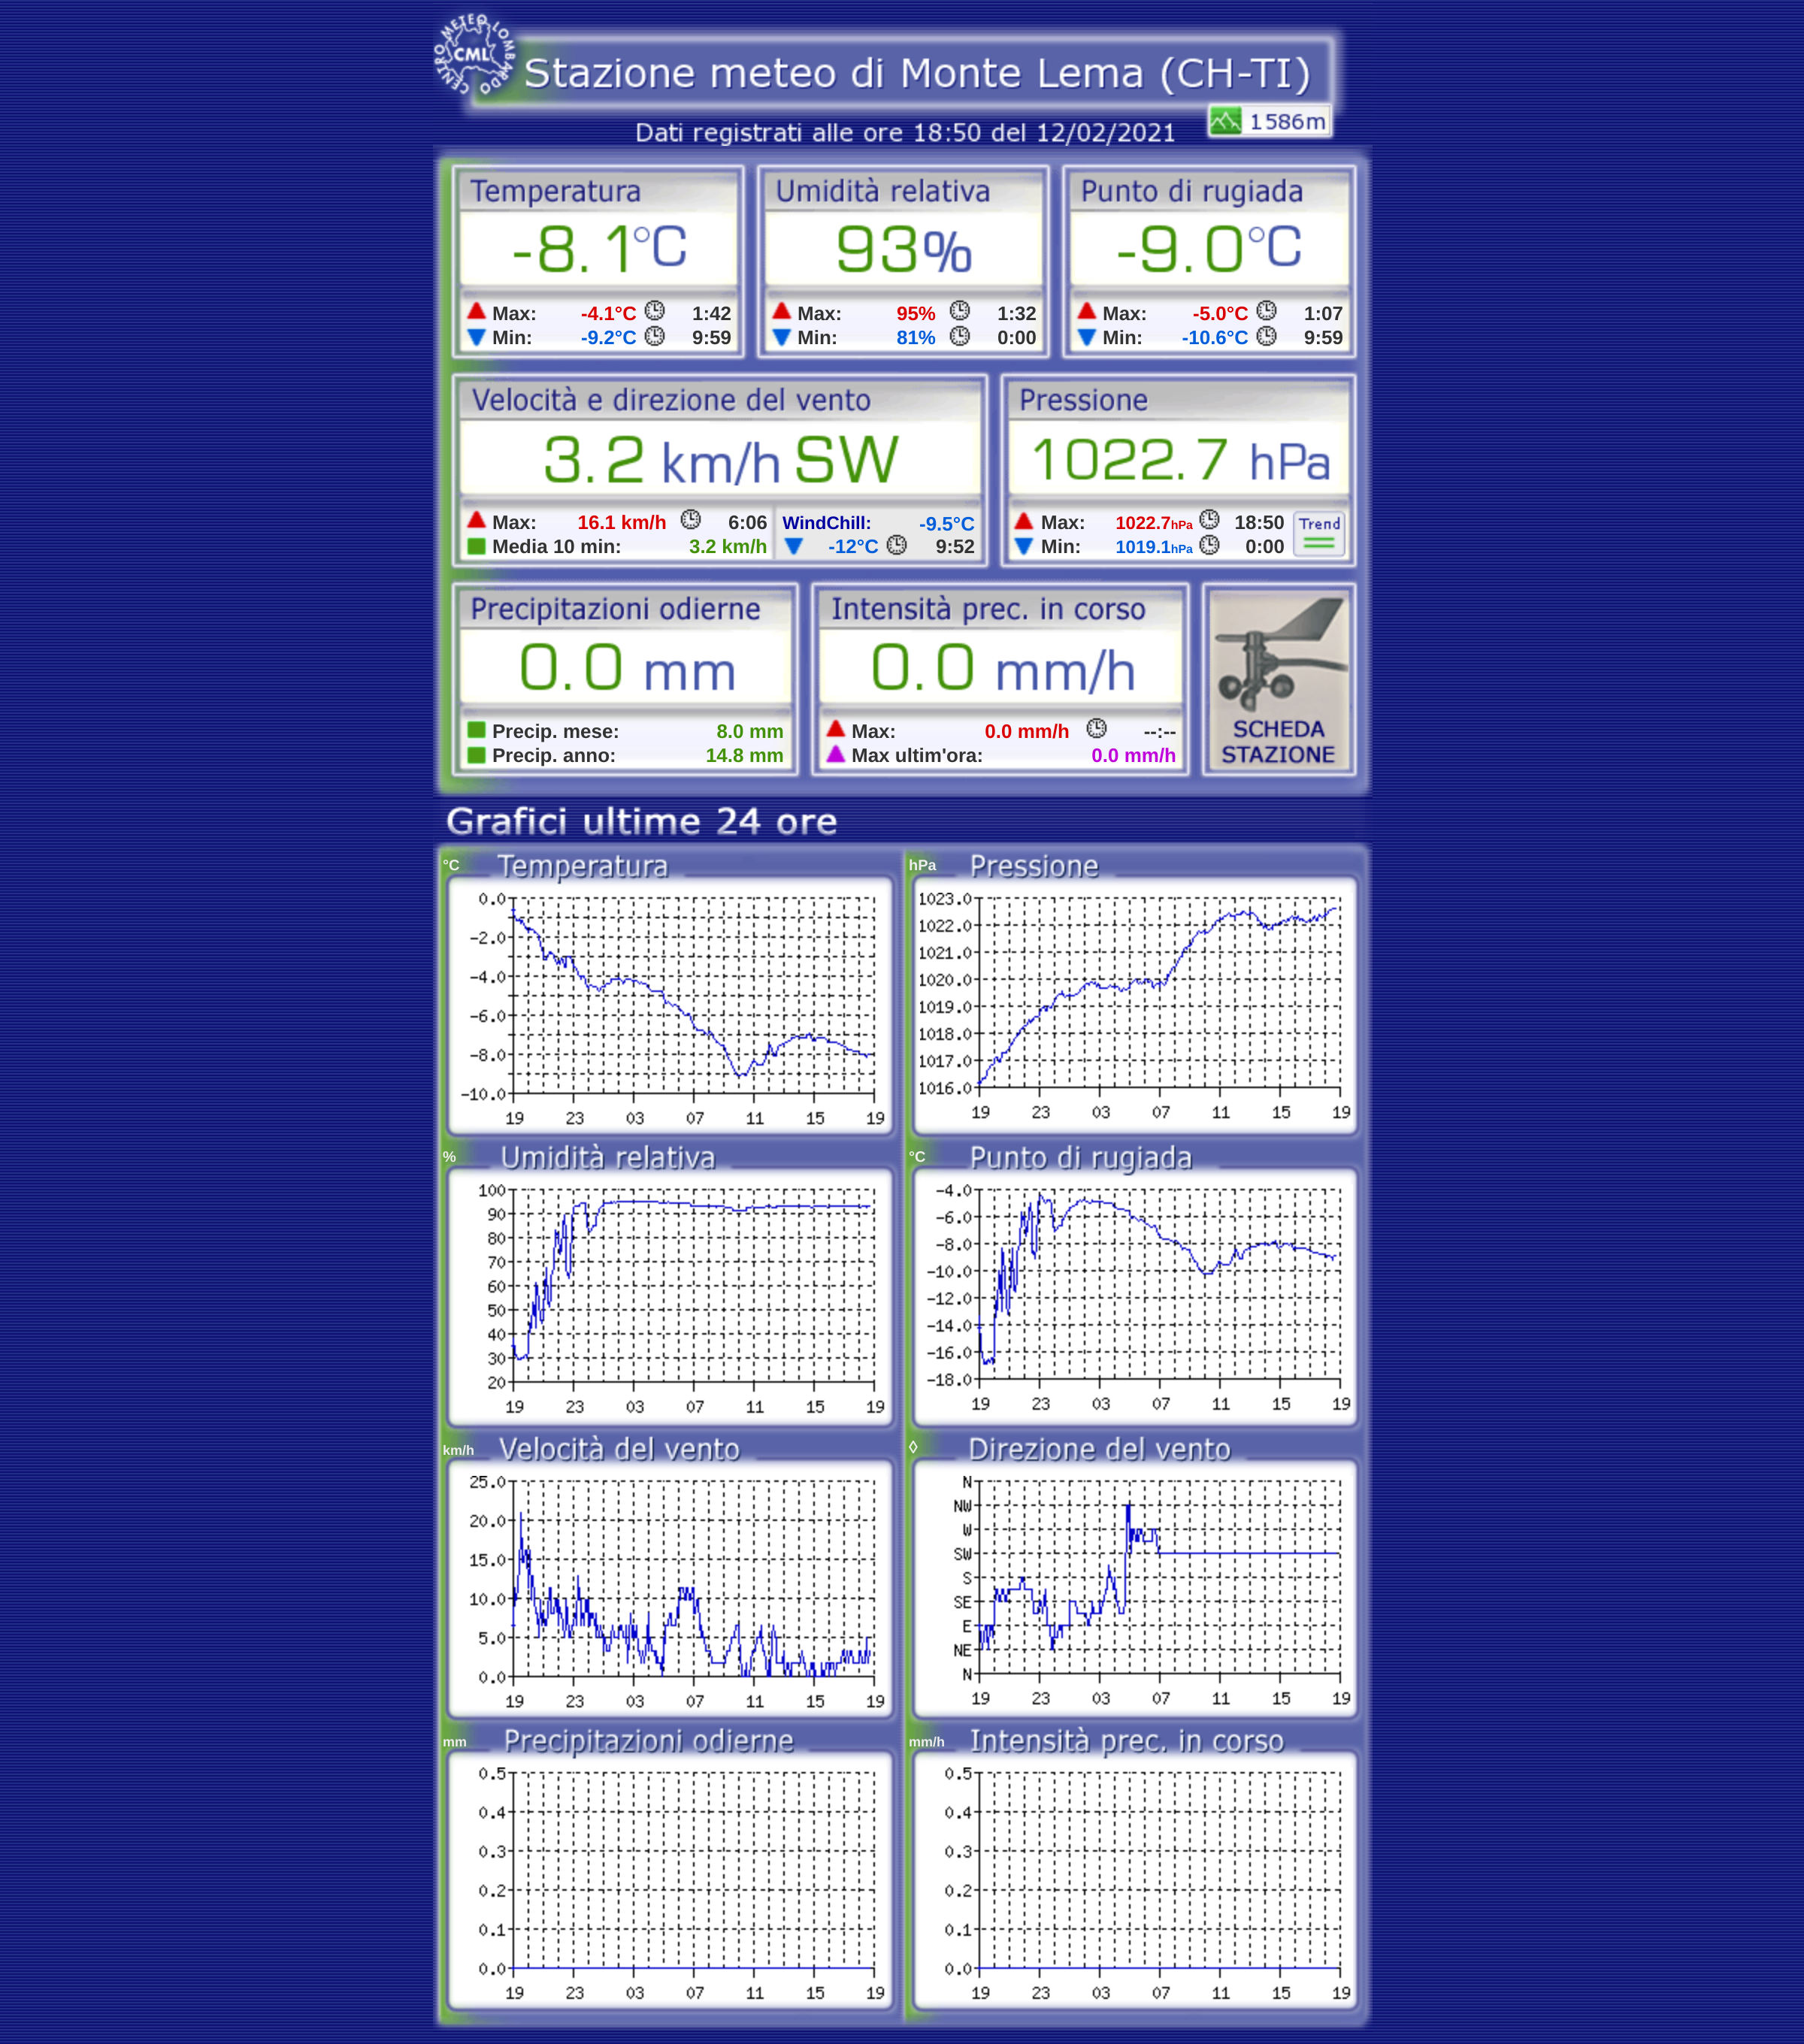 CENTRO METEO LOMBARDO
CML
Stazione meteo di Monte Lema (CH-TI)
1586m
Dati registrati alle ore 18:50 del 12/02/2021
Temperatura
-8.1°C
Max: -4.1°C 1:42
Min: -9.2°C 9:59
Umidità relativa
93%
Max: 95% 1:32
Min: 81% 0:00
Punto di rugiada
-9.0°C
Max: -5.0°C 1:07
Min: -10.6°C 9:59
Velocità e direzione del vento
3.2 km/h SW
Max: 16.1 km/h 6:06
Media 10 min: 3.2 km/h
WindChill: -9.5°C
-12°C 9:52
Pressione
1022.7 hPa
Max: 1022.7hPa 18:50
Min: 1019.1hPa 0:00
Trend
Precipitazioni odierne
0.0 mm
Precip. mese: 8.0 mm
Precip. anno: 14.8 mm
Intensità prec. in corso
0.0 mm/h
Max: 0.0 mm/h --:--
Max ultim'ora: 0.0 mm/h
SCHEDA
STAZIONE
Grafici ultime 24 ore
°C Temperatura
0.0
-2.0
-4.0
-6.0
-8.0
-10.0
19 23 03 07 11 15 19
hPa Pressione
1023.0
1022.0
1021.0
1020.0
1019.0
1018.0
1017.0
1016.0
19 23 03 07 11 15 19
% Umidità relativa
100
90
80
70
60
50
40
30
20
19 23 03 07 11 15 19
°C Punto di rugiada
-4.0
-6.0
-8.0
-10.0
-12.0
-14.0
-16.0
-18.0
19 23 03 07 11 15 19
km/h Velocità del vento
25.0
20.0
15.0
10.0
5.0
0.0
19 23 03 07 11 15 19
◊ Direzione del vento
N
NW
W
SW
S
SE
E
NE
N
19 23 03 07 11 15 19
mm Precipitazioni odierne
0.5
0.4
0.3
0.2
0.1
0.0
19 23 03 07 11 15 19
mm/h Intensità prec. in corso
0.5
0.4
0.3
0.2
0.1
0.0
19 23 03 07 11 15 19